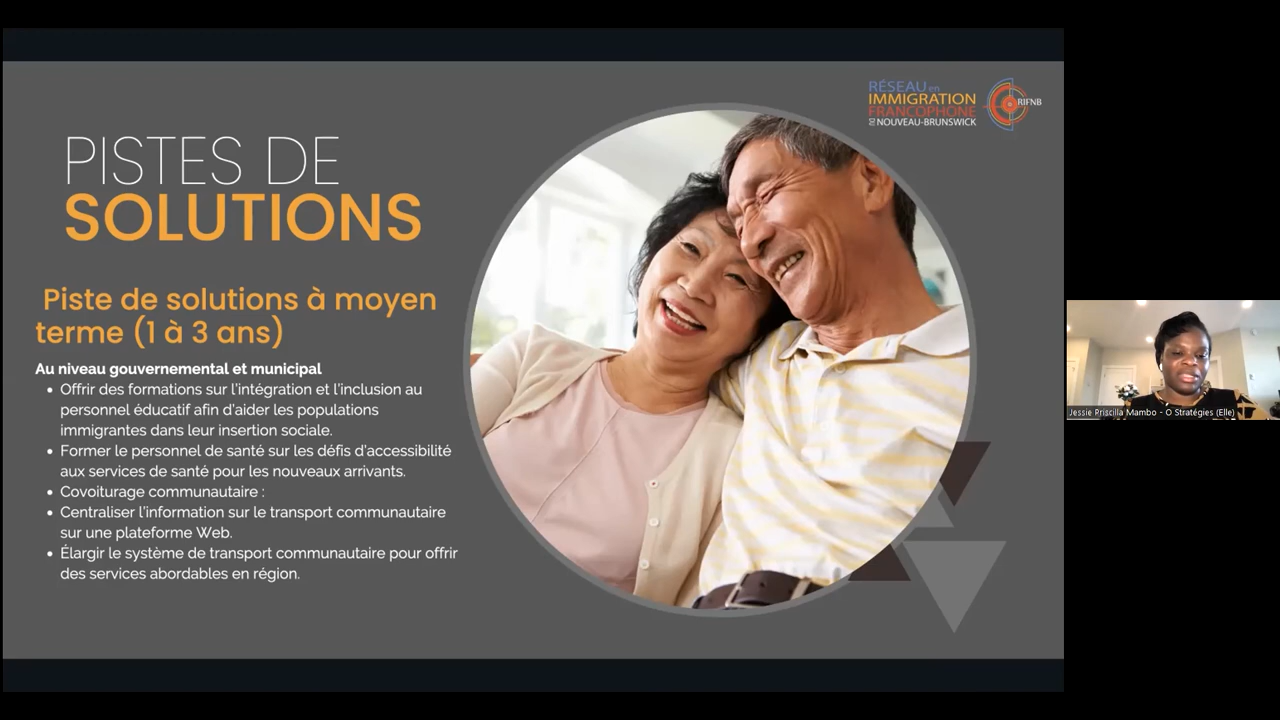 RÉSEAU en
IMMIGRATION
FRANCOPHONE
DU NOUVEAU-BRUNSWICK
RIFNB
PISTES DE
SOLUTIONS
Piste de solutions à moyen
terme (1 à 3 ans)
Au niveau gouvernemental et municipal
• Offrir des formations sur l'intégration et l'inclusion au
personnel éducatif afin d'aider les populations
immigrantes dans leur insertion sociale.
• Former le personnel de santé sur les défis d'accessibilité
aux services de santé pour les nouveaux arrivants.
• Covoiturage communautaire :
• Centraliser l'information sur le transport communautaire
sur une plateforme Web.
• Élargir le système de transport communautaire pour offrir
des services abordables en région.
Jessie Priscilla Mambo - O Stratégies (Elle)